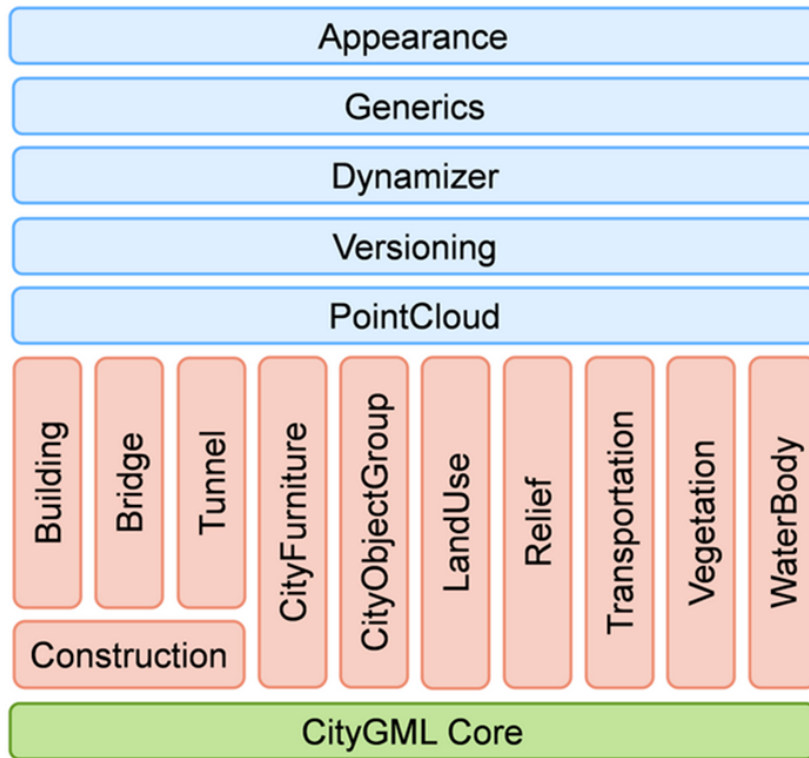 Appearance
Generics
Dynamizer
Versioning
PointCloud
Building
Bridge
Tunnel
CityFurniture
CityObjectGroup
LandUse
Relief
Transportation
Vegetation
WaterBody
Construction
CityGML Core